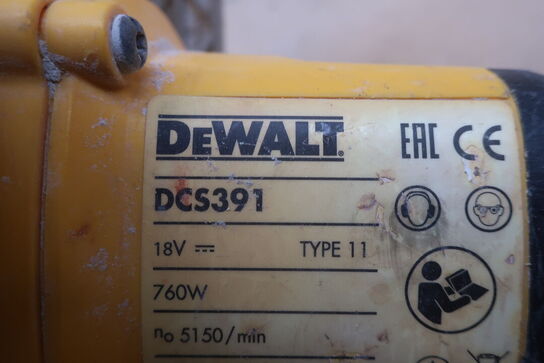 DEWALT
EAC CE
DCS391
18V TYPE 11
760W
no 5150/min